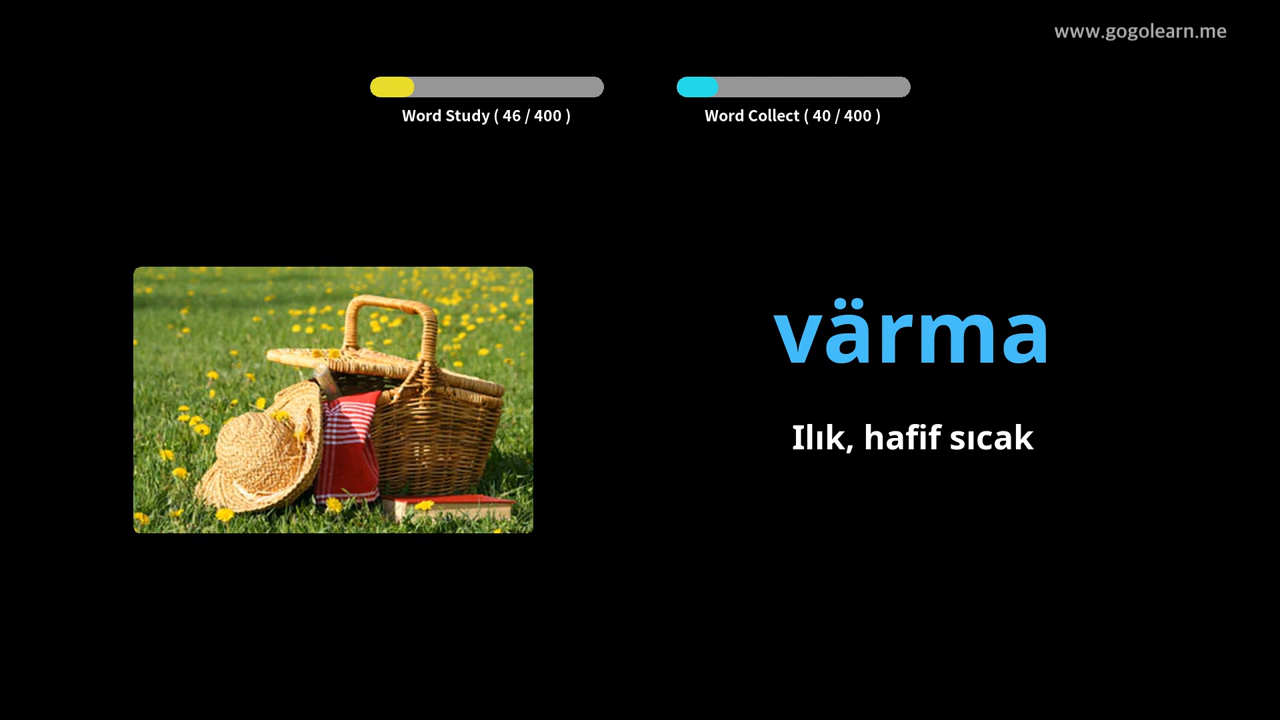 www.gogolearn.me
Word Study ( 46 / 400 )
Word Collect ( 40 / 400 )
värma
Ilık, hafif sıcak